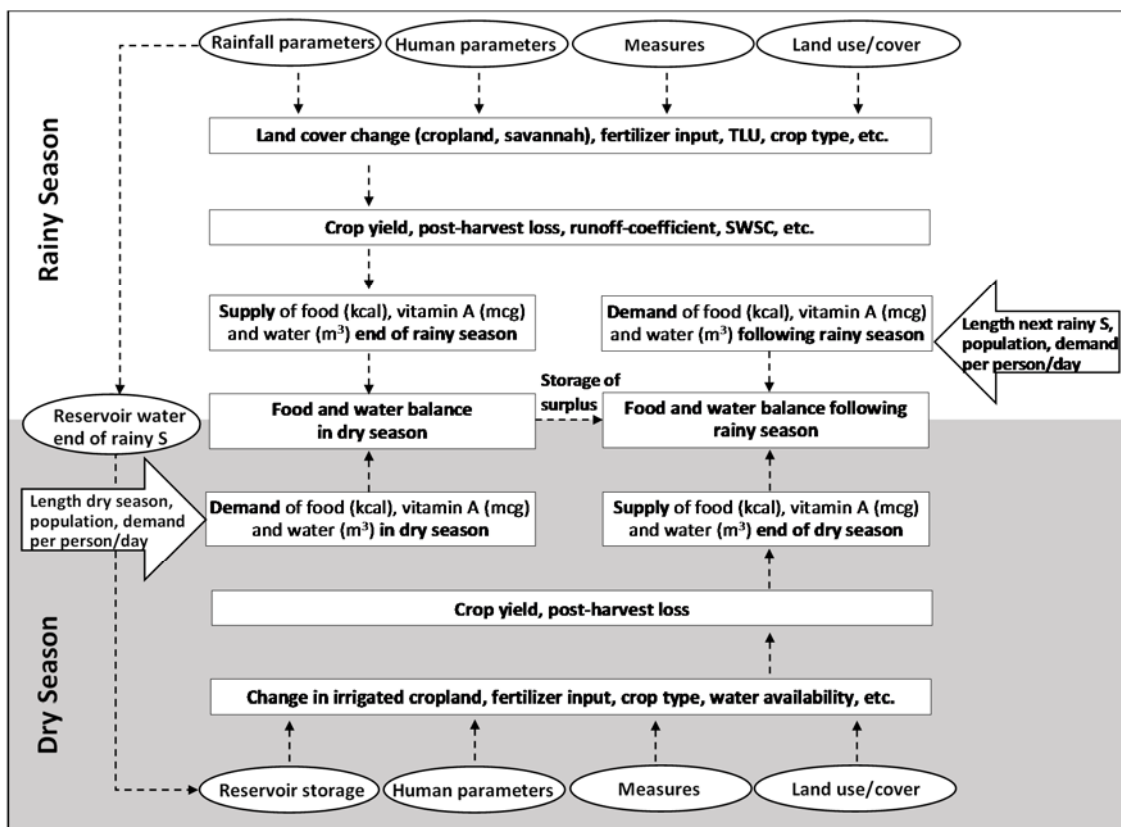 Rainfall parameters
Human parameters
Measures
Land use/cover
Rainy Season
Land cover change (cropland, savannah), fertilizer input, TLU, crop type, etc.
Crop yield, post-harvest loss, runoff-coefficient, SWSC, etc.
Supply of food (kcal), vitamin A (mcg)
and water (m³) end of rainy season
Demand of food (kcal), vitamin A (mcg)
and water (m³) following rainy season
Length next rainy S,
population, demand
per person/day
Reservoir water
end of rainy S
Food and water balance
in dry season
Storage of
surplus
Food and water balance following
rainy season
Length dry season,
population, demand
per person/day
Demand of food (kcal), vitamin A (mcg)
and water (m³) in dry season
Supply of food (kcal), vitamin A (mcg)
and water (m³) end of dry season
Dry Season
Crop yield, post-harvest loss
Change in irrigated cropland, fertilizer input, crop type, water availability, etc.
Reservoir storage
Human parameters
Measures
Land use/cover